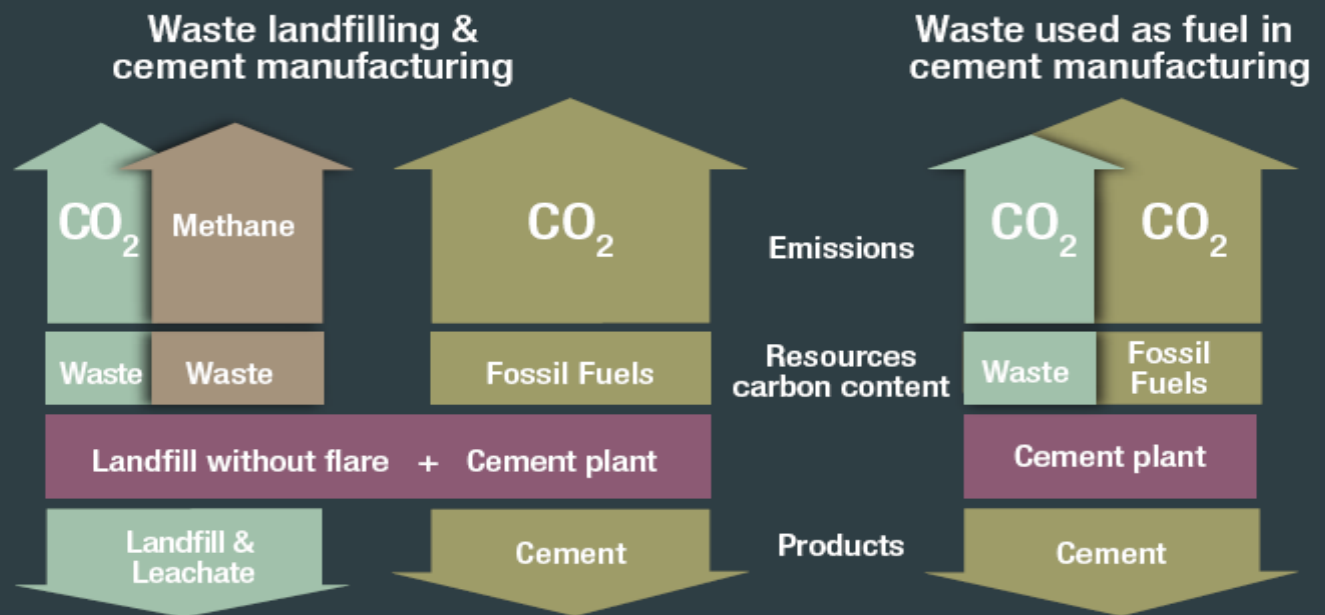 Waste landfilling &
cement manufacturing
Waste used as fuel in
cement manufacturing
CO₂
Methane
CO₂
Emissions
CO₂
CO₂
Waste
Waste
Fossil Fuels
Resources
carbon content
Waste
Fossil
Fuels
Landfill without flare + Cement plant
Cement plant
Landfill &
Leachate
Cement
Products
Cement